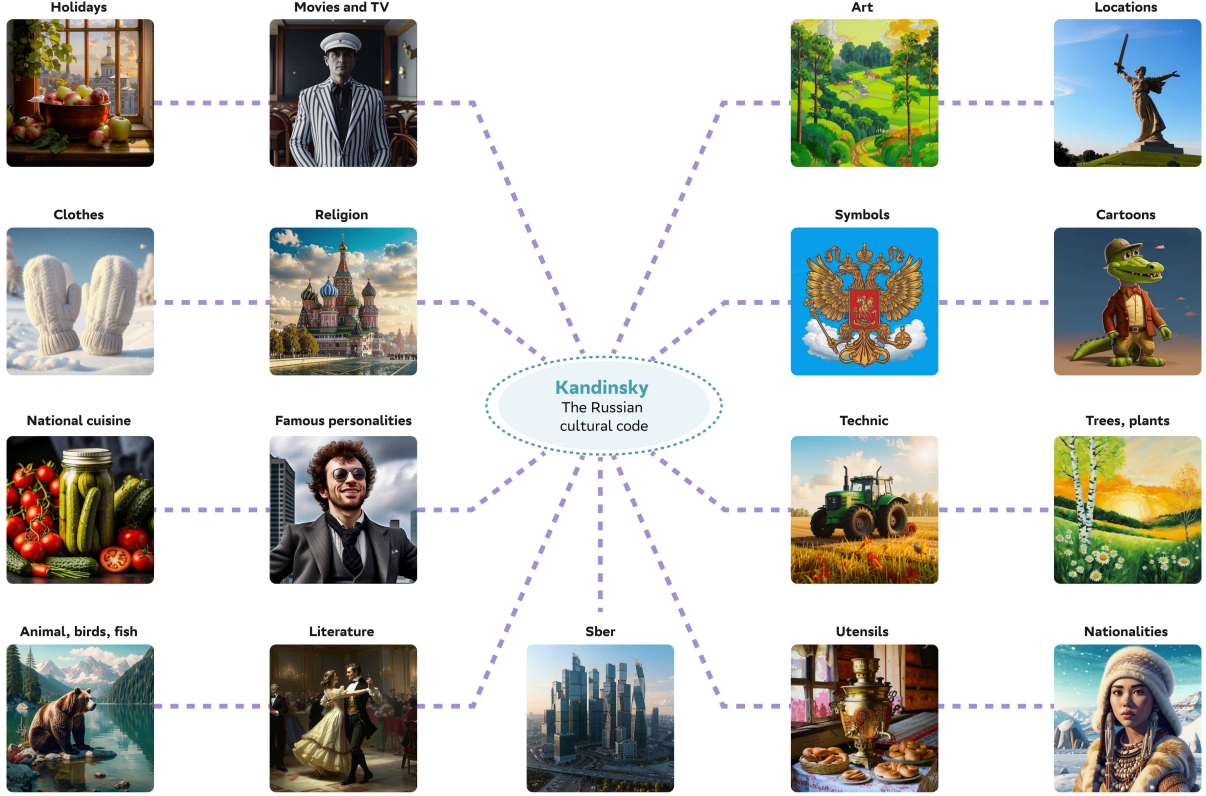 Holidays
Movies and TV
Art
Locations
Clothes
Religion
Symbols
Cartoons
Kandinsky
The Russian
cultural code
National cuisine
Famous personalities
Technic
Trees, plants
Animal, birds, fish
Literature
Sber
Utensils
Nationalities